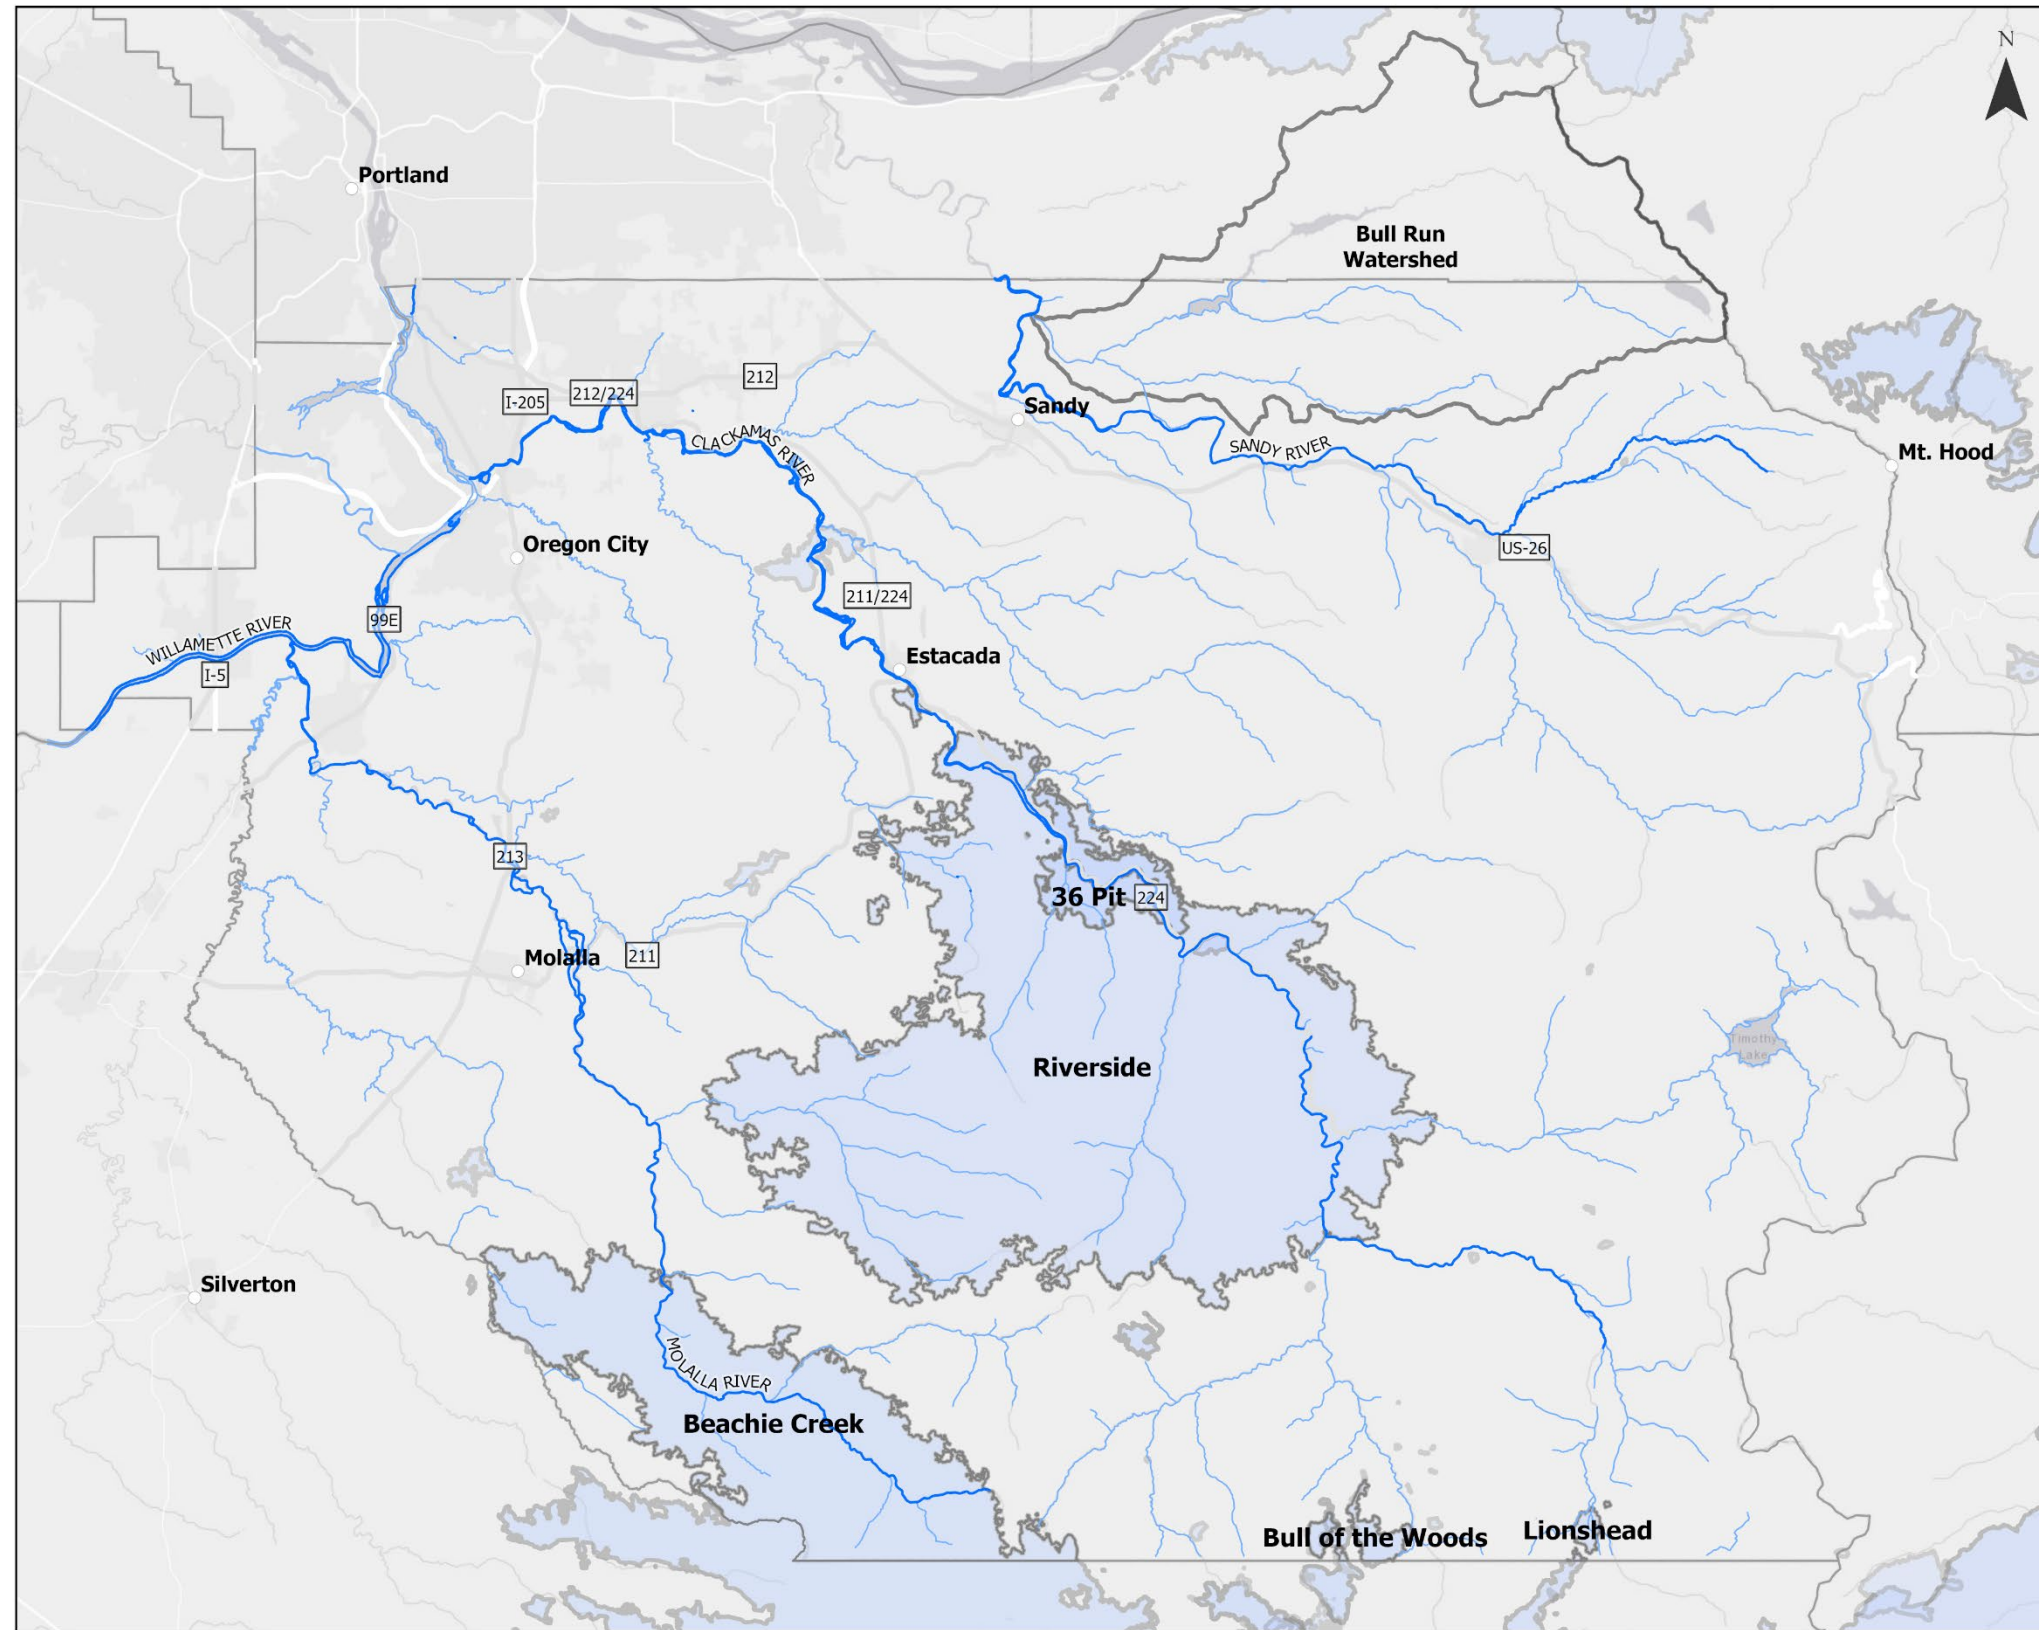 N
Portland
Bull Run
Watershed
212
212/224
I-205
Sandy
CLACKAMAS RIVER
SANDY RIVER
Mt. Hood
Oregon City
US-26
211/224
99E
WILLAMETTE RIVER
I-5
Estacada
213
36 Pit
224
Molalla
211
Timothy
Lake
Riverside
Silverton
MOLALLA RIVER
Beachie Creek
Bull of the Woods
Lionshead